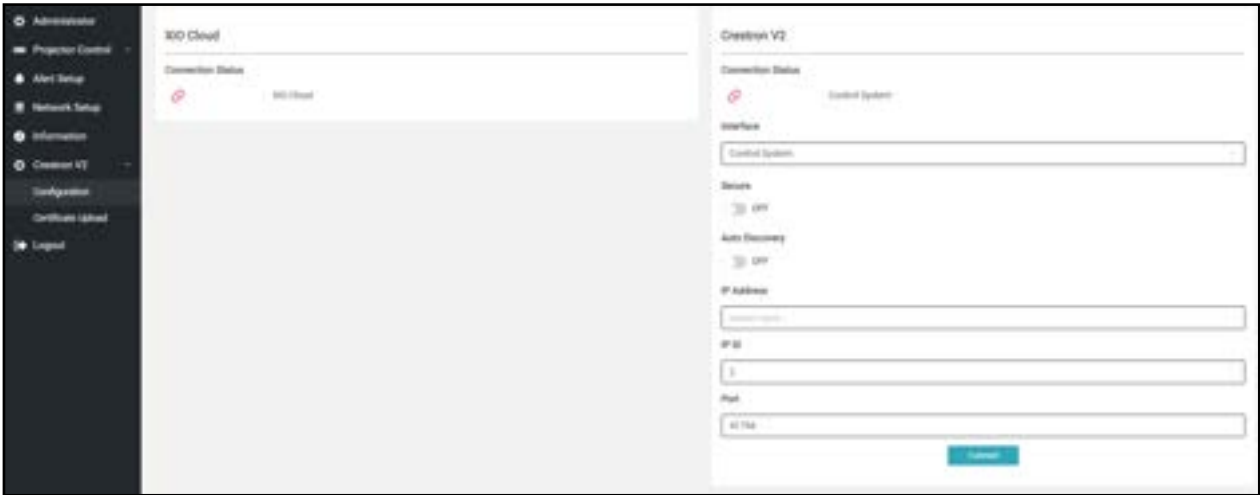 Administrator
Projector Control
Alert Setup
Network Setup
Information
Crestron V2
Configuration
Certificate Upload
Logout
XiO Cloud
Connection Status
XiO Cloud
Crestron V2
Connection Status
Control System
Interface
Control System
Secure
OFF
Auto Discovery
OFF
IP Address
IP Id
Port
41794
Submit